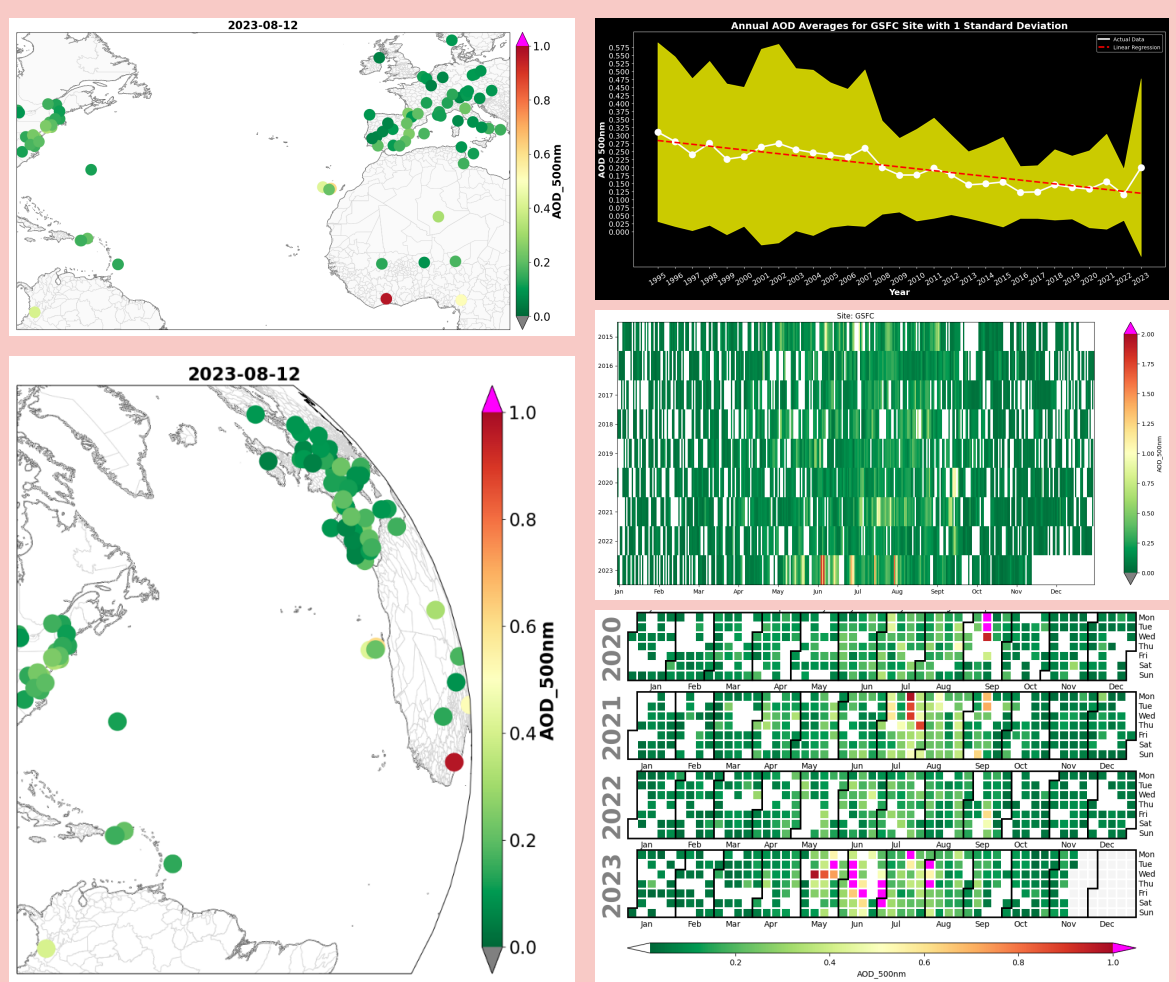 2023-08-12
1.0
0.8
0.6
0.4
0.2
0.0
AOD_500nm
2023-08-12
1.0
0.8
0.6
0.4
0.2
0.0
AOD_500nm
Annual AOD Averages for GSFC Site with 1 Standard Deviation
Actual Data
Linear Regression
0.575
0.550
0.525
0.500
0.475
0.450
0.425
0.400
0.375
0.350
0.325
0.300
0.275
0.250
0.225
0.200
0.175
0.150
0.125
0.100
0.075
0.050
0.025
0.000
AOD 500nm
1995 1996 1997 1998 1999 2000 2001 2002 2003 2004 2005 2006 2007 2008 2009 2010 2011 2012 2013 2014 2015 2016 2017 2018 2019 2020 2021 2022 2023
Year
Site: GSFC
2015
2016
2017
2018
2019
2020
2021
2022
2023
Jan Feb Mar Apr May Jun Jul Aug Sept Oct Nov Dec
2.00
1.75
1.50
1.25
1.00
0.75
0.50
0.25
0.00
AOD_500nm
2020
Mon
Tue
Wed
Thu
Fri
Sat
Sun
Jan Feb Mar Apr May Jun Jul Aug Sep Oct Nov Dec
2021
Mon
Tue
Wed
Thu
Fri
Sat
Sun
Jan Feb Mar Apr May Jun Jul Aug Sep Oct Nov Dec
2022
Mon
Tue
Wed
Thu
Fri
Sat
Sun
Jan Feb Mar Apr May Jun Jul Aug Sep Oct Nov Dec
2023
Mon
Tue
Wed
Thu
Fri
Sat
Sun
Jan Feb Mar Apr May Jun Jul Aug Sep Oct Nov Dec
0.2 0.4 0.6 0.8 1.0
AOD_500nm